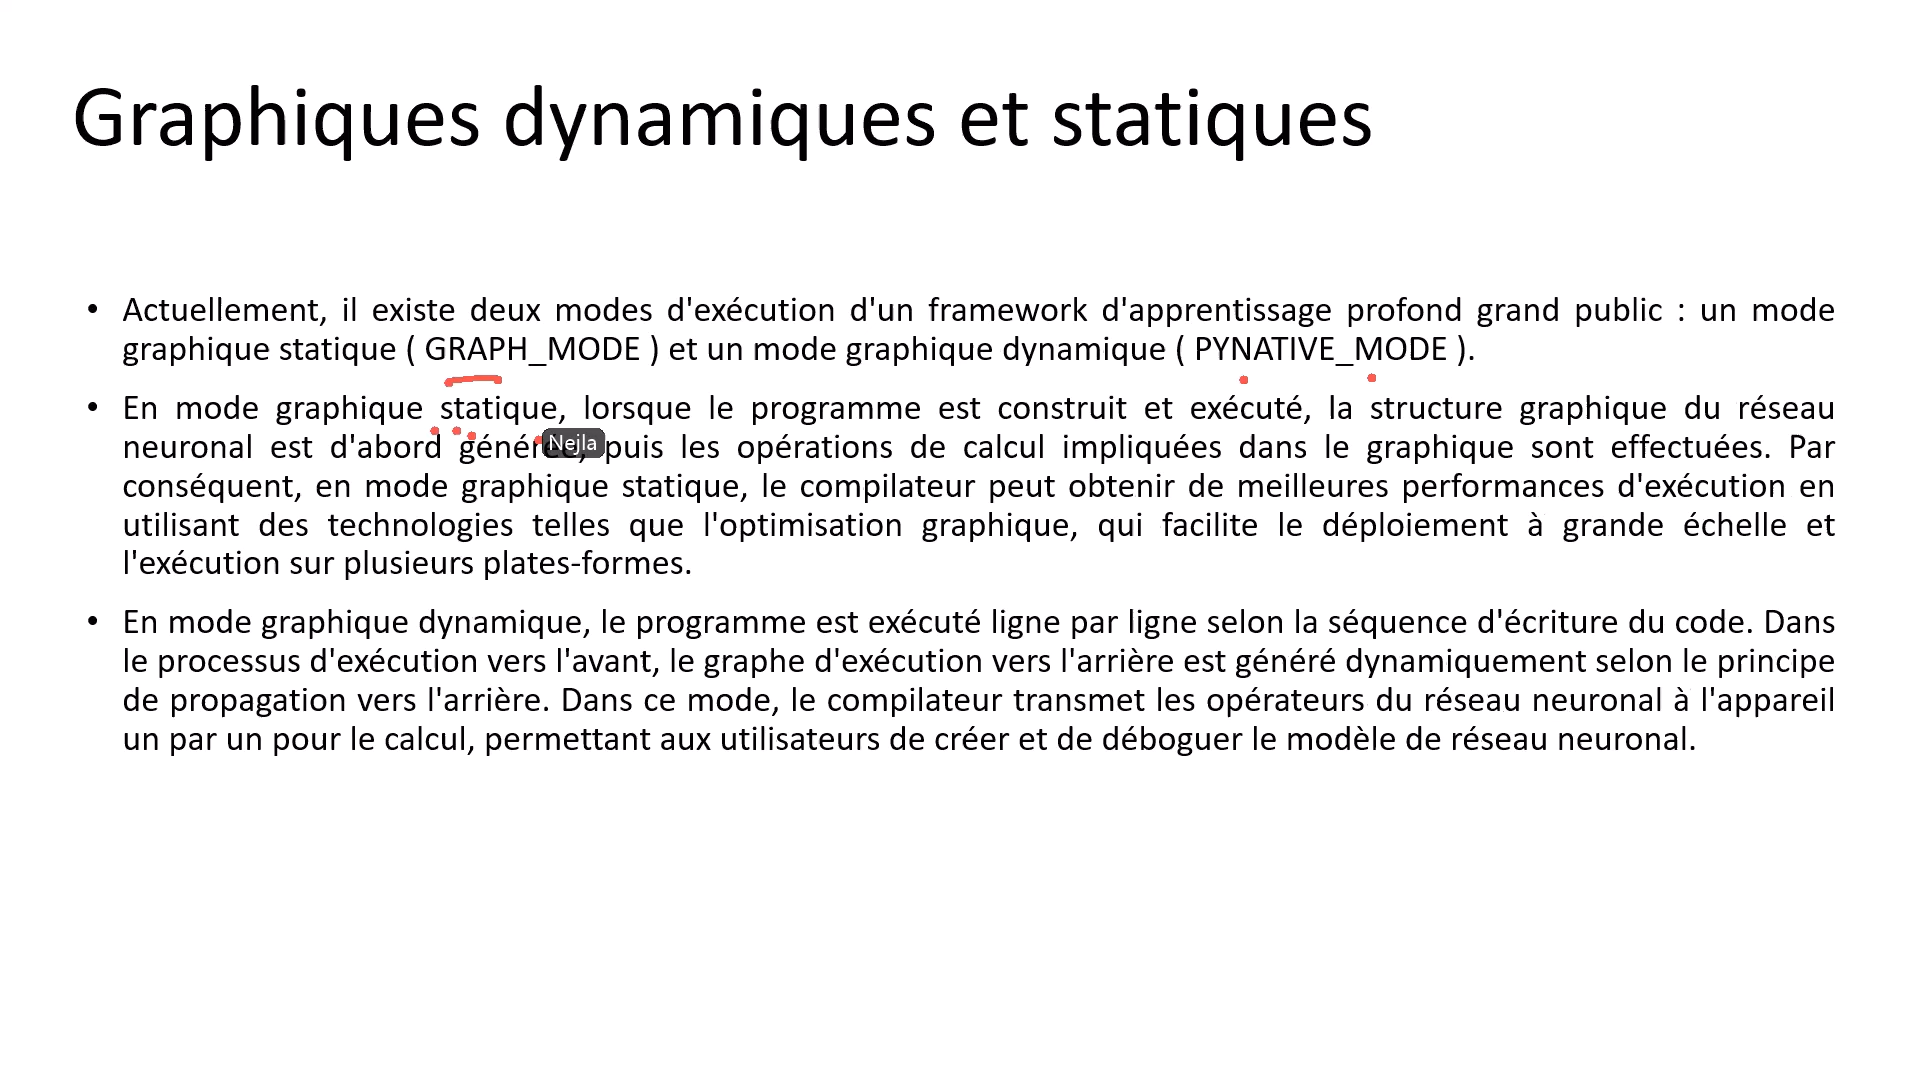 Graphiques dynamiques et statiques
• Actuellement, il existe deux modes d'exécution d'un framework d'apprentissage profond grand public : un mode
graphique statique ( GRAPH_MODE ) et un mode graphique dynamique ( PYNATIVE_MODE ).
• En mode graphique statique, lorsque le programme est construit et exécuté, la structure graphique du réseau
neuronal est d'abord générée, puis les opérations de calcul impliquées dans le graphique sont effectuées. Par
Nejla
conséquent, en mode graphique statique, le compilateur peut obtenir de meilleures performances d'exécution en
utilisant des technologies telles que l'optimisation graphique, qui facilite le déploiement à grande échelle et
l'exécution sur plusieurs plates-formes.
• En mode graphique dynamique, le programme est exécuté ligne par ligne selon la séquence d'écriture du code. Dans
le processus d'exécution vers l'avant, le graphe d'exécution vers l'arrière est généré dynamiquement selon le principe
de propagation vers l'arrière. Dans ce mode, le compilateur transmet les opérateurs du réseau neuronal à l'appareil
un par un pour le calcul, permettant aux utilisateurs de créer et de déboguer le modèle de réseau neuronal.